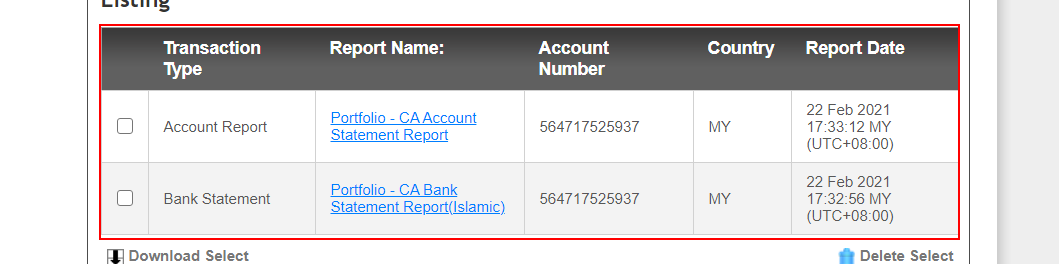 Listing
Transaction Type Report Name: Account Number Country Report Date
Account Report Portfolio - CA Account Statement Report 564717525937 MY 22 Feb 2021 17:33:12 MY (UTC+08:00)
Bank Statement Portfolio - CA Bank Statement Report(Islamic) 564717525937 MY 22 Feb 2021 17:32:56 MY (UTC+08:00)
Download Select Delete Select